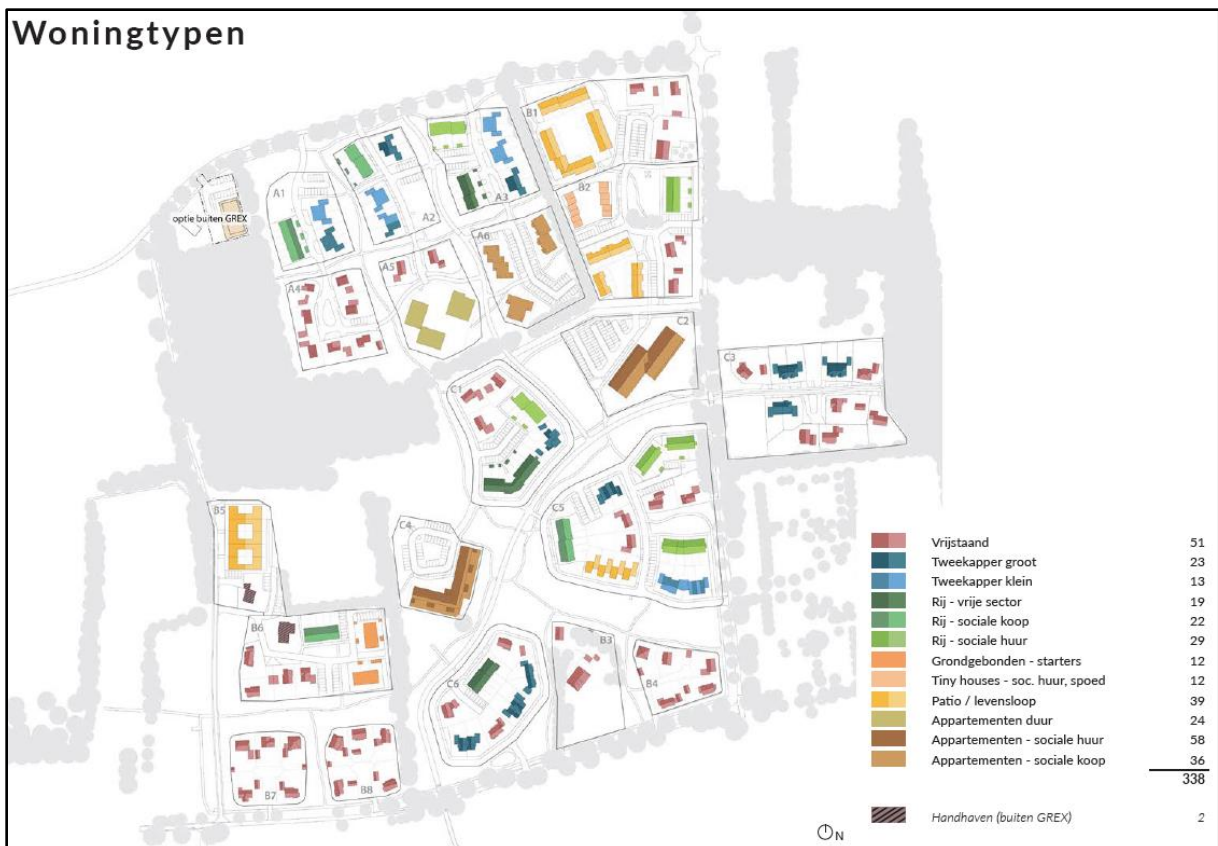 Woningtypen
B1
A3
A2
A1
B2
optie buiten GREX
A6
A5
A4
C2
C3
C1
C5
B5
C4
B6
B3
B4
C6
B7
B8
Vrijstaand 51
Tweekapper groot 23
Tweekapper klein 13
Rij - vrije sector 19
Rij - sociale koop 22
Rij - sociale huur 29
Grondgebonden - starters 12
Tiny houses - soc. huur, spoed 12
Patio / levensloop 39
Appartementen duur 24
Appartementen - sociale huur 58
Appartementen - sociale koop 36
338
Handhaven (buiten GREX) 2
N